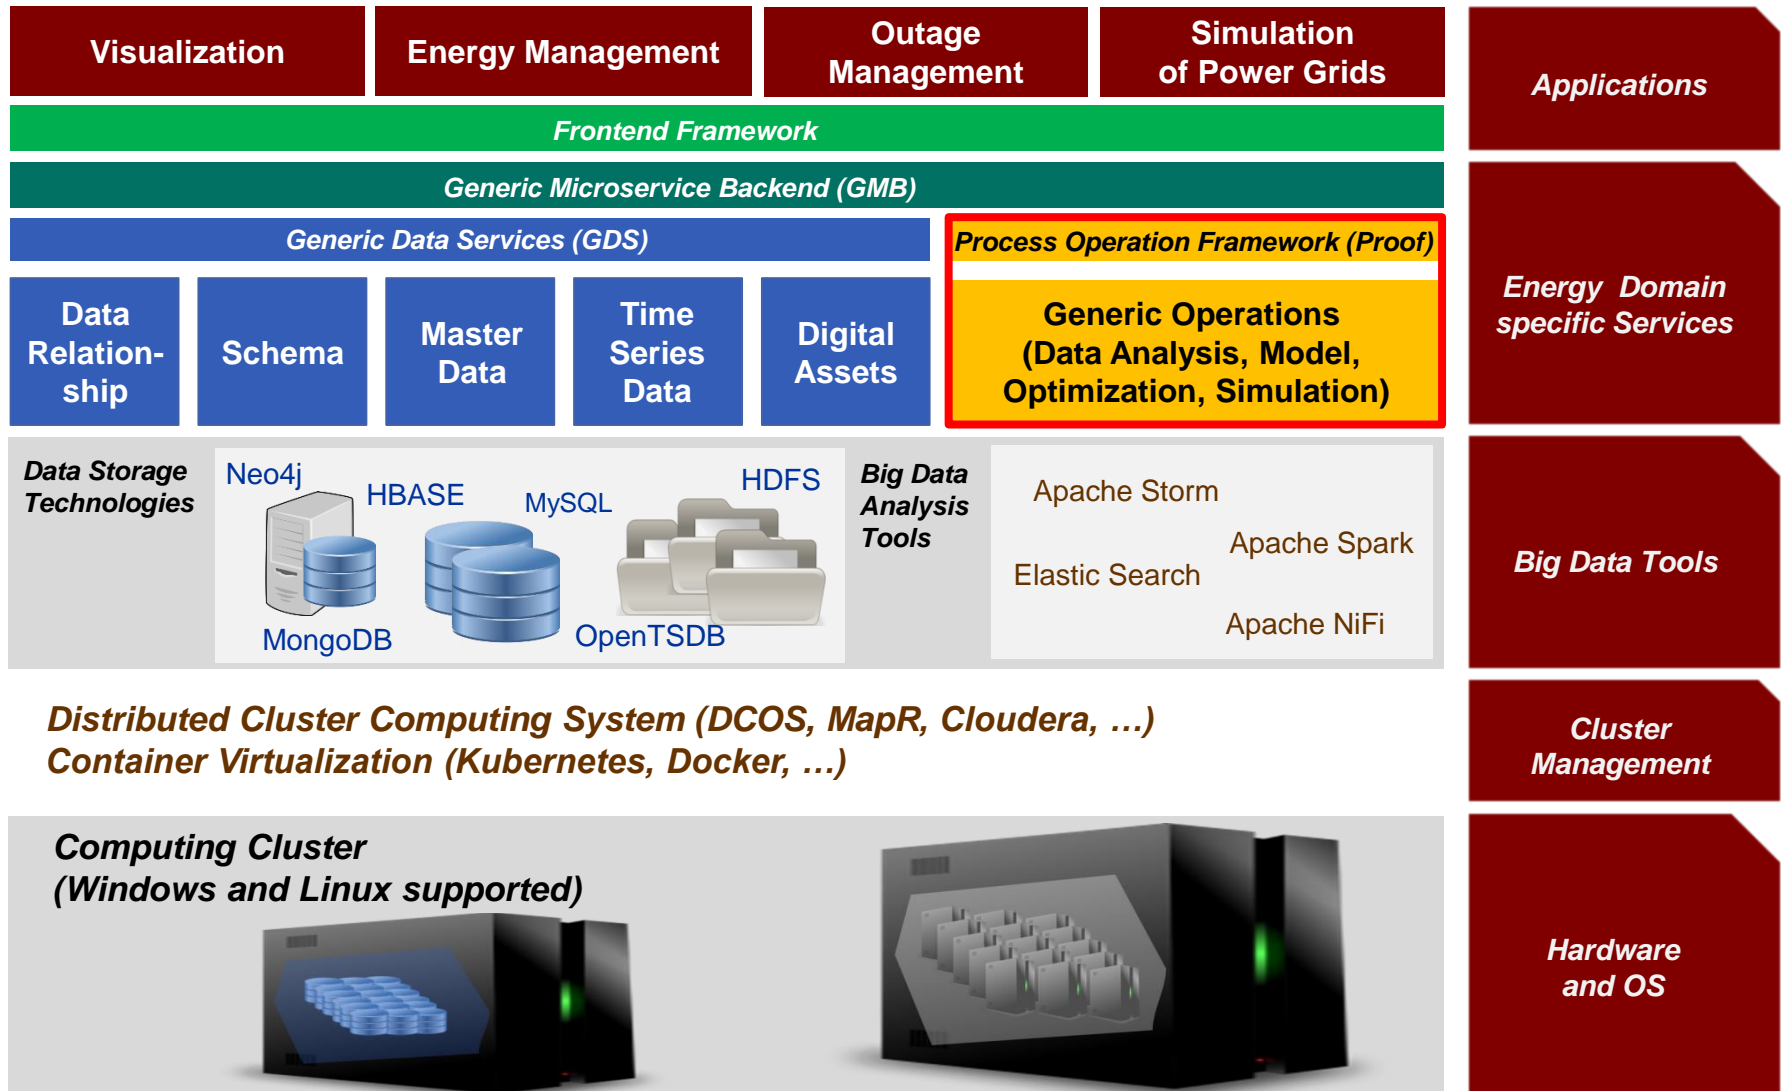 Visualization
Energy Management
Outage
Management
Simulation
of Power Grids
Applications
Frontend Framework
Generic Microservice Backend (GMB)
Generic Data Services (GDS)
Process Operation Framework (Proof)
Data
Relation-
ship
Schema
Master
Data
Time
Series
Data
Digital
Assets
Generic Operations
(Data Analysis, Model,
Optimization, Simulation)
Energy Domain
specific Services
Data Storage
Technologies
Neo4j
HBASE
MySQL
HDFS
MongoDB
OpenTSDB
Big Data
Analysis
Tools
Apache Storm
Apache Spark
Elastic Search
Apache NiFi
Big Data Tools
Distributed Cluster Computing System (DCOS, MapR, Cloudera, …)
Container Virtualization (Kubernetes, Docker, …)
Cluster
Management
Computing Cluster
(Windows and Linux supported)
Hardware
and OS